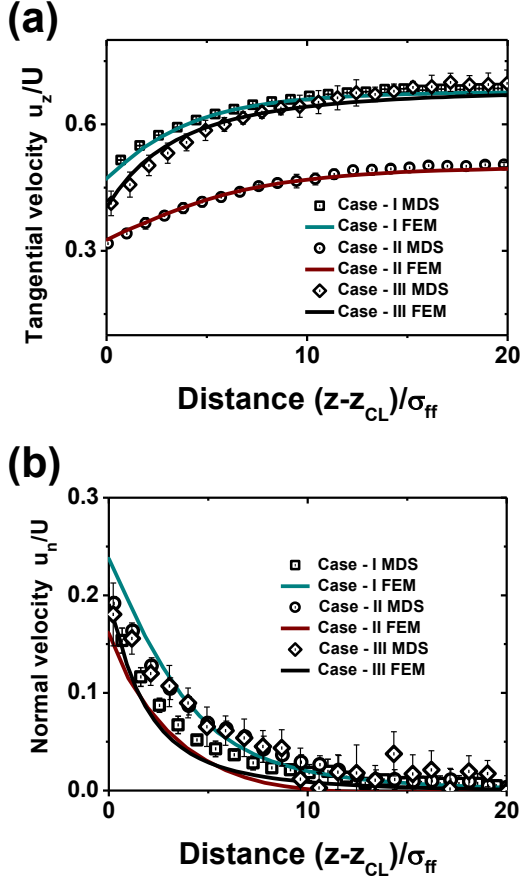 (a)
Tangential velocity u_z/U
0.6
0.3
Case - I MDS
Case - I FEM
Case - II MDS
Case - II FEM
Case - III MDS
Case - III FEM
0
10
20
Distance (z-z_CL)/σ_ff
(b)
Normal velocity u_n/U
0.3
0.2
0.1
0.0
Case - I MDS
Case - I FEM
Case - II MDS
Case - II FEM
Case - III MDS
Case - III FEM
0
10
20
Distance (z-z_CL)/σ_ff